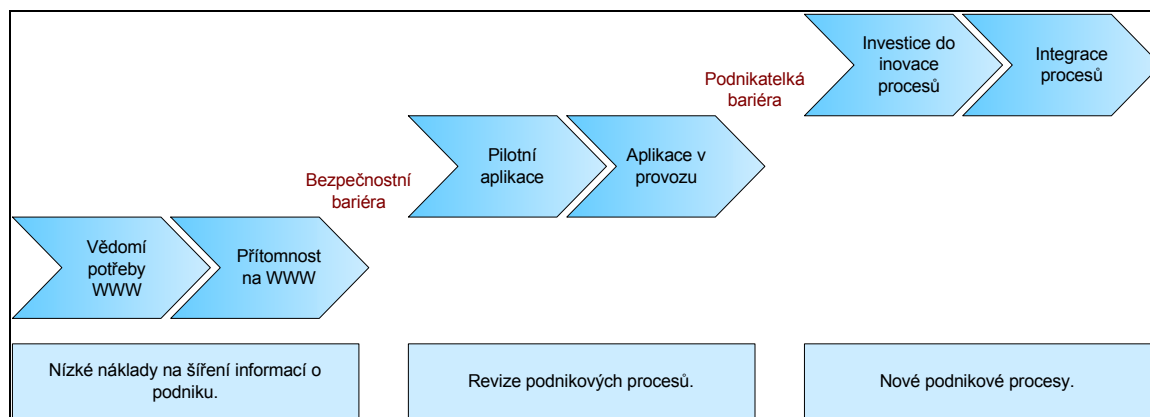 Investice do
inovace
procesů
Integrace
procesů
Podnikatelká
bariéra
Pilotní
aplikace
Aplikace v
provozu
Bezpečnostní
bariéra
Vědomí
potřeby
WWW
Přítomnost
na WWW
Nízké náklady na šíření informací o
podniku.
Revize podnikových procesů.
Nové podnikové procesy.